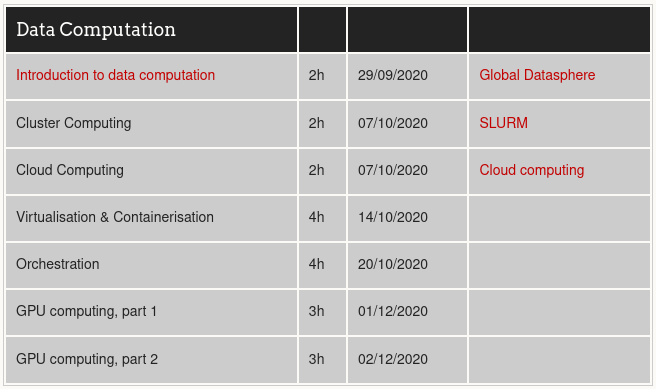 Data Computation
Introduction to data computation 2h 29/09/2020 Global Datasphere
Cluster Computing 2h 07/10/2020 SLURM
Cloud Computing 2h 07/10/2020 Cloud computing
Virtualisation & Containerisation 4h 14/10/2020
Orchestration 4h 20/10/2020
GPU computing, part 1 3h 01/12/2020
GPU computing, part 2 3h 02/12/2020